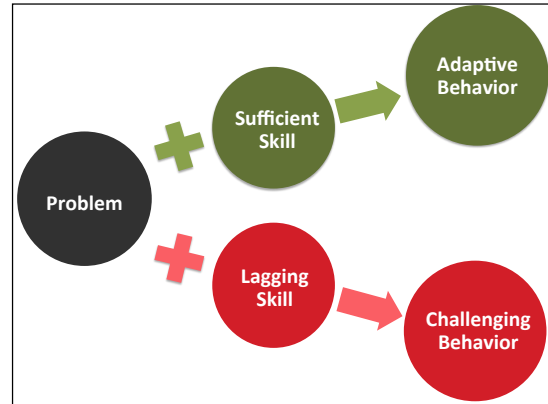 Adaptive
Behavior
Sufficient
Skill
Problem
Lagging
Skill
Challenging
Behavior